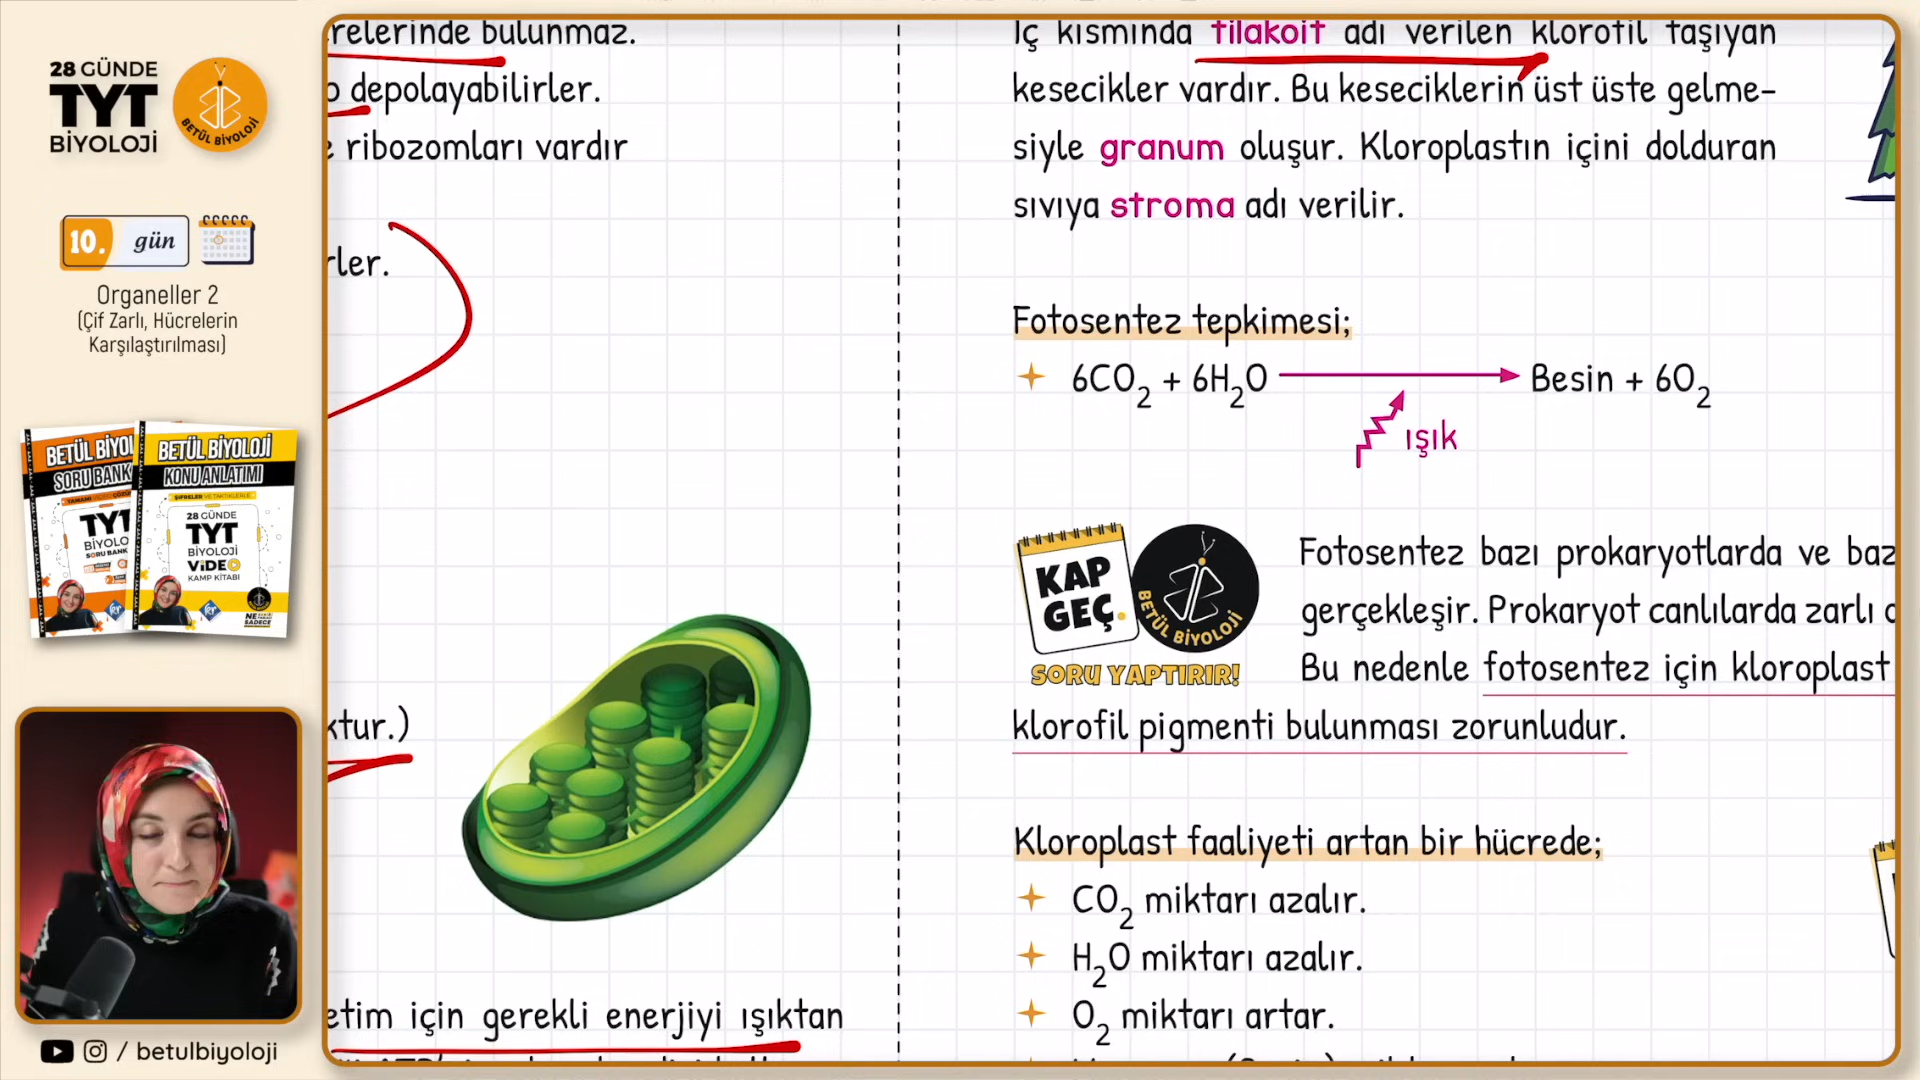 28 GÜNDE
TYT
BİYOLOJİ
BETÜL BİYOLOJİ
10. gün
Organeller 2
(Çif Zarlı, Hücrelerin
Karşılaştırılması)
BETÜL BİYOL
SORU BANK
TYT
BİYOLO
SORU BANK
BETÜL BİYOLOJİ
KONU ANLATIMI
28 GÜNDE
TYT
BİYOLOJİ
VİDEO
KAMP KİTABI
/ betulbiyoloji
relerinde bulunmaz.
depolayabilirler.
ribozomları vardır
rler.
ktur.)
etim için gerekli enerjiyi ışıktan
İç kısmında tilakoit adı verilen klorofil taşıyan
kesecikler vardır. Bu keseciklerin üst üste gelme-
siyle granum oluşur. Kloroplastın içini dolduran
sıvıya stroma adı verilir.
Fotosentez tepkimesi;
6CO2 + 6H2O Besin + 6O2
ışık
KAP
GEÇ.
BETÜL BİYOLOJİ
SORU YAPTIRIR!
Fotosentez bazı prokaryotlarda ve baz
gerçekleşir. Prokaryot canlılarda zarlı
Bu nedenle fotosentez için kloroplast
klorofil pigmenti bulunması zorunludur.
Kloroplast faaliyeti artan bir hücrede;
CO2 miktarı azalır.
H2O miktarı azalır.
O2 miktarı artar.